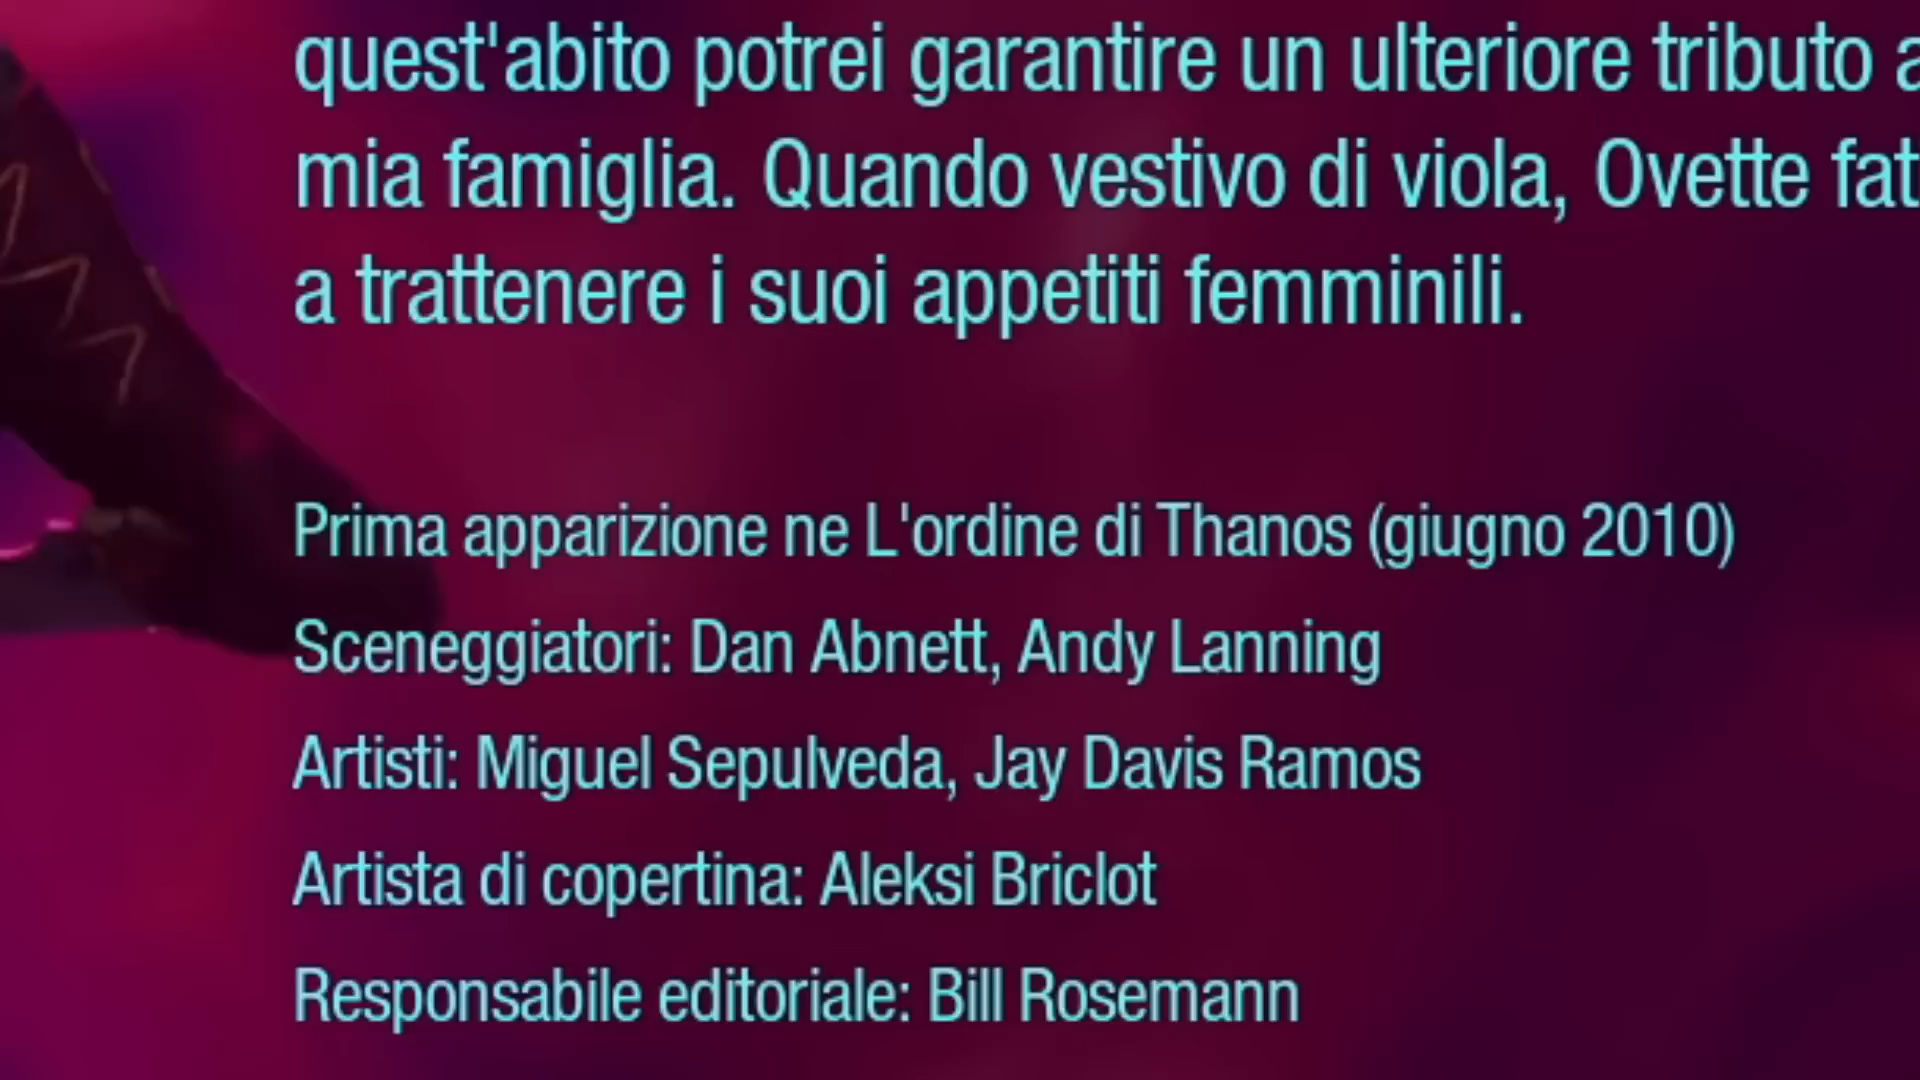 quest'abito potrei garantire un ulteriore tributo a
mia famiglia. Quando vestivo di viola, Ovette fat
a trattenere i suoi appetiti femminili.
Prima apparizione ne L'ordine di Thanos (giugno 2010)
Sceneggiatori: Dan Abnett, Andy Lanning
Artisti: Miguel Sepulveda, Jay Davis Ramos
Artista di copertina: Aleksi Briclot
Responsabile editoriale: Bill Rosemann